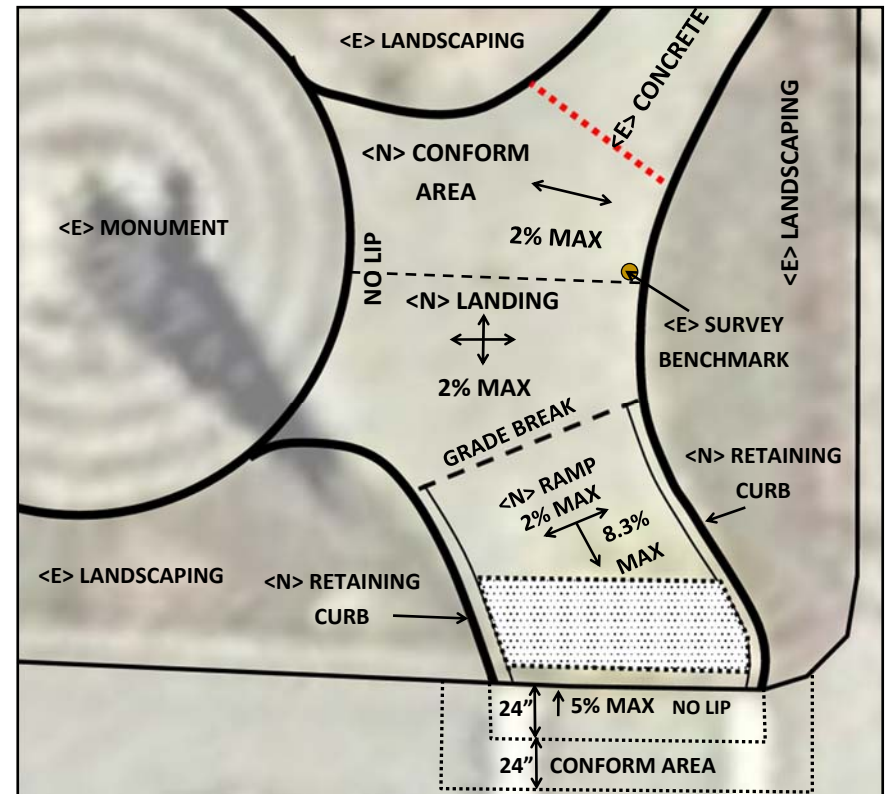 <E> LANDSCAPING
<E> CONCRETE
<E> LANDSCAPING
<N> CONFORM
AREA
2% MAX
<E> MONUMENT
NO LIP
<N> LANDING
2% MAX
<E> SURVEY
BENCHMARK
GRADE BREAK
<N> RAMP
2% MAX
8.3%
MAX
<N> RETAINING
CURB
<E> LANDSCAPING
<N> RETAINING
CURB
24” 5% MAX NO LIP
24” CONFORM AREA